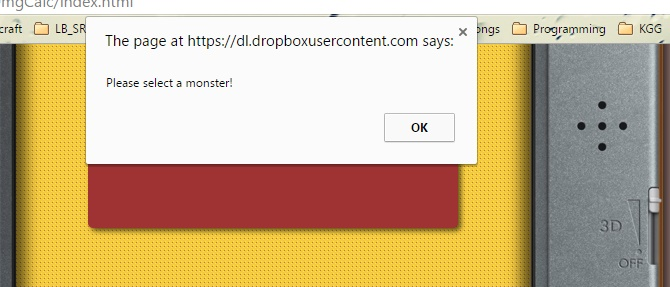 mgCalc/index.html
craft
LB_SR
ongs
Programming
KGG
The page at https://dl.dropboxusercontent.com says:
Please select a monster!
OK
3D
OFF